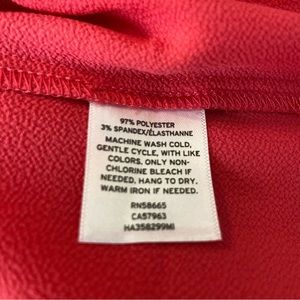 97% POLYESTER
3% SPANDEX/ÉLASTHANNE
MACHINE WASH COLD,
GENTLE CYCLE, WITH LIKE
COLORS, ONLY NON-
CHLORINE BLEACH IF
NEEDED, HANG TO DRY.
WARM IRON IF NEEDED.
RN58665
CA57963
HA358299MI